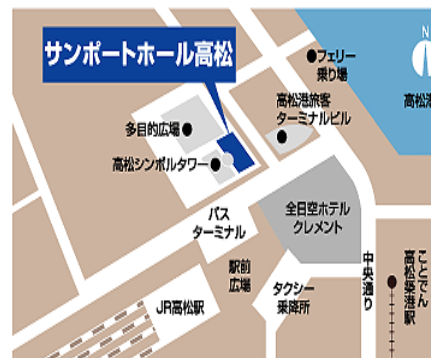 サンポートホール高松
N
フェリー
乗り場
高松港
高松港旅客
ターミナルビル
多目的広場
高松シンボルタワー
バス
ターミナル
全日空ホテル
クレメント
駅前
広場
タクシー
乗降所
中央通り
ことでん
高松築港駅
JR高松駅